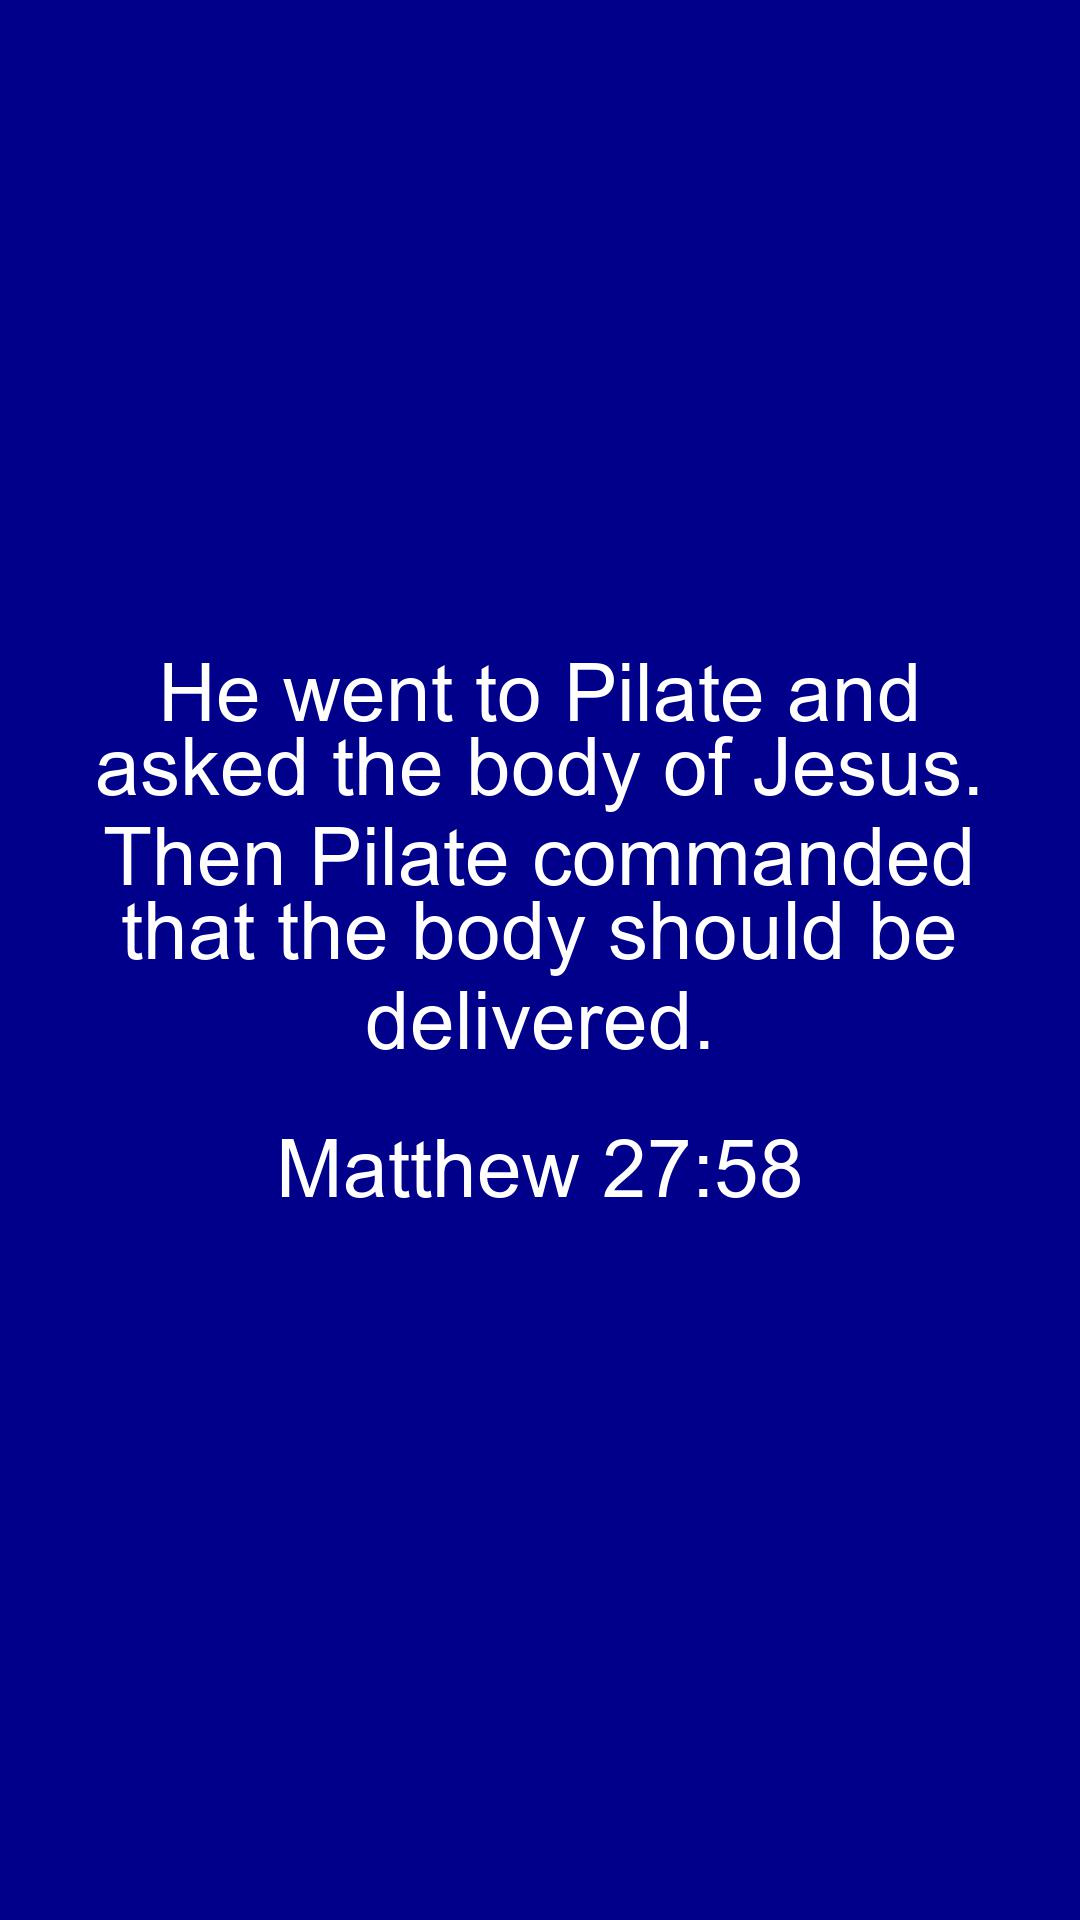 He went to Pilate and
asked the body of Jesus.
Then Pilate commanded
that the body should be
delivered.
Matthew 27:58